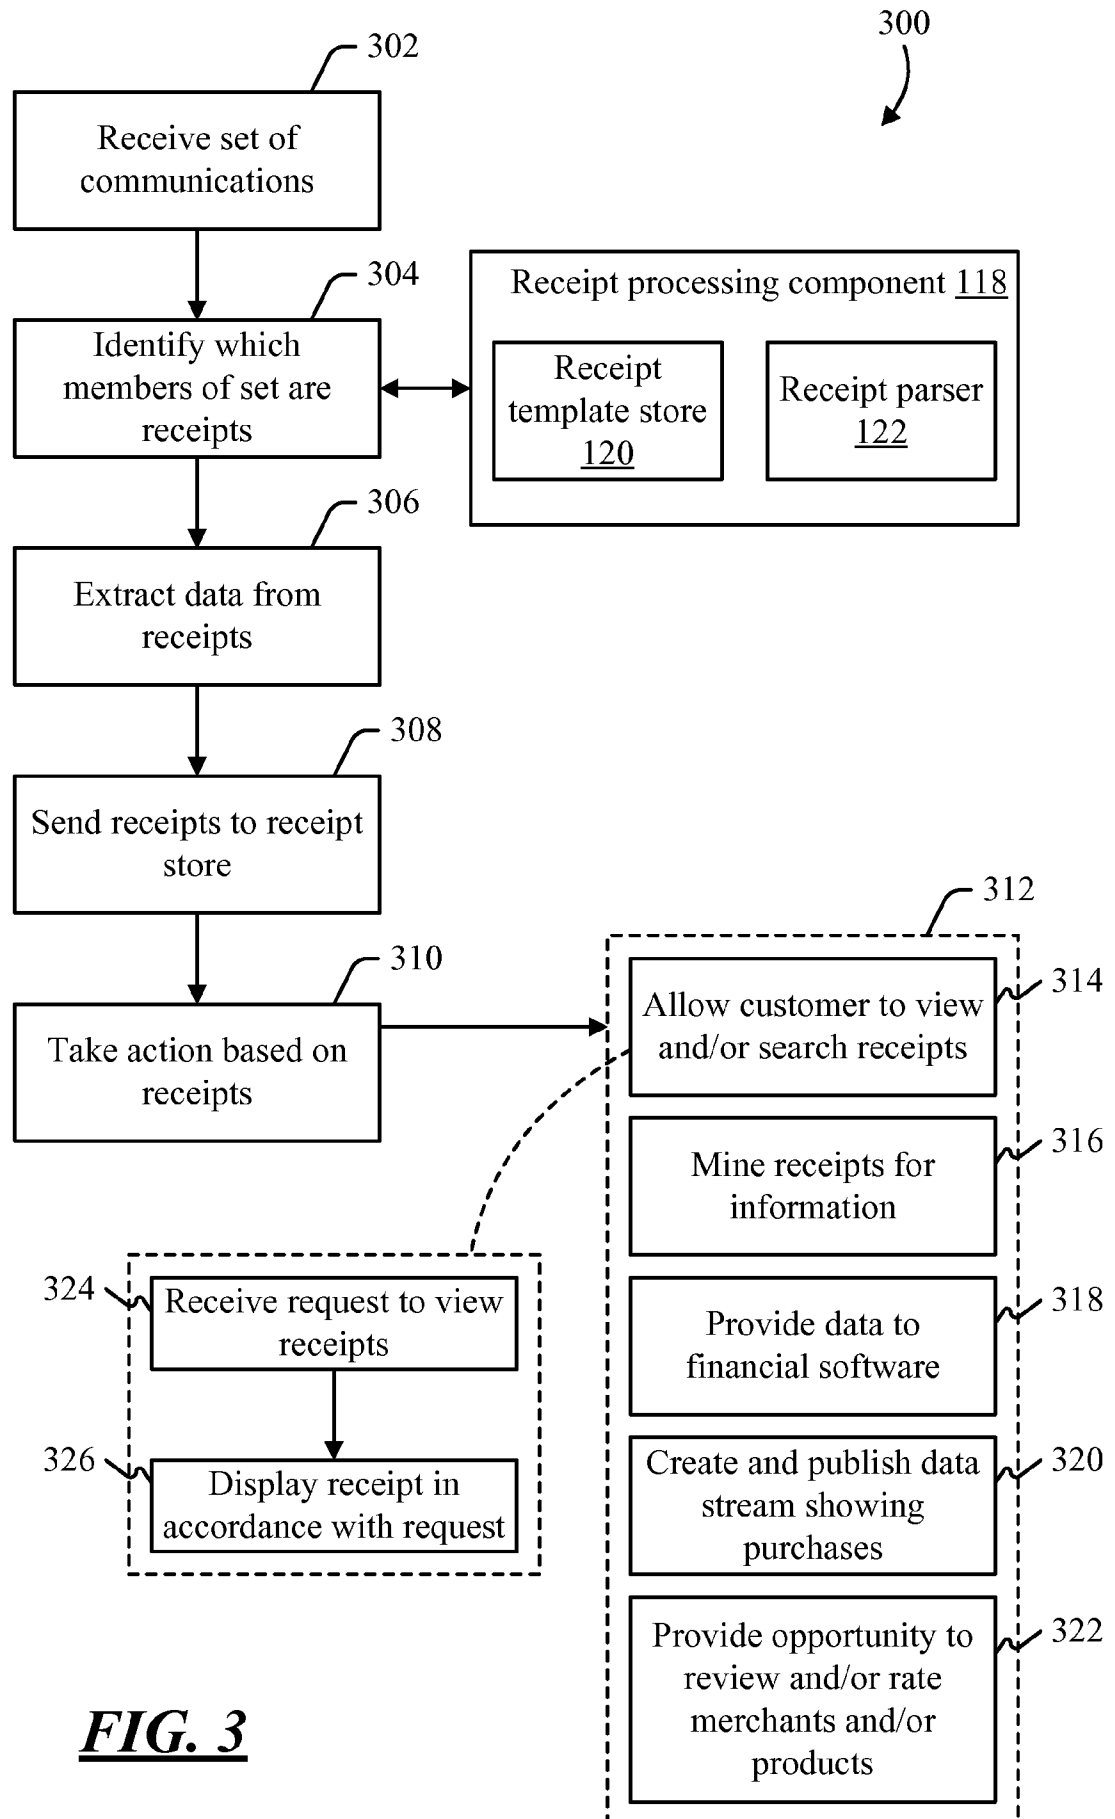 300
302
Receive set of
communications
304
Identify which
members of set are
receipts
Receipt processing component 118
Receipt
template store
120
Receipt parser
122
306
Extract data from
receipts
308
Send receipts to receipt
store
310
Take action based on
receipts
312
314
Allow customer to view
and/or search receipts
316
Mine receipts for
information
318
Provide data to
financial software
320
Create and publish data
stream showing
purchases
322
Provide opportunity to
review and/or rate
merchants and/or
products
324
Receive request to view
receipts
326
Display receipt in
accordance with request
FIG. 3